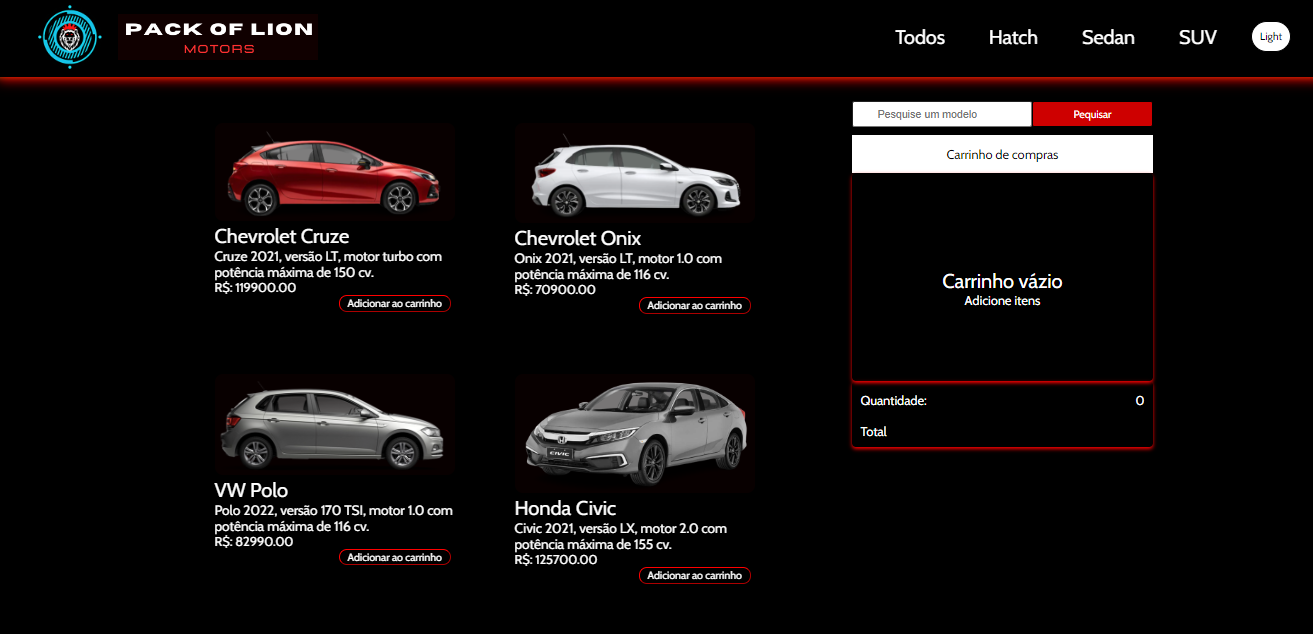 PACK OF LION
MOTORS
Todos
Hatch
Sedan
SUV
Light
Pesquise um modelo
Pequisar
Carrinho de compras
Chevrolet Cruze
Cruze 2021, versão LT, motor turbo com
potência máxima de 150 cv.
R$: 119900.00
Adicionar ao carrinho
Chevrolet Onix
Onix 2021, versão LT, motor 1.0 com
potência máxima de 116 cv.
R$: 70900.00
Adicionar ao carrinho
Carrinho vázio
Adicione itens
Quantidade: 0
Total
VW Polo
Polo 2022, versão 170 TSI, motor 1.0 com
potência máxima de 116 cv.
R$: 82990.00
Adicionar ao carrinho
CIVIC
Honda Civic
Civic 2021, versão LX, motor 2.0 com
potência máxima de 155 cv.
R$: 125700.00
Adicionar ao carrinho